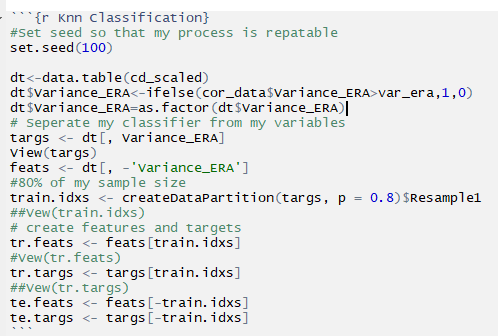 ```{r Knn Classification}
#Set seed so that my process is repatable
set.seed(100)
dt<-data.table(cd_scaled)
dt$Variance_ERA<-ifelse(cor_data$Variance_ERA>var_era,1,0)
dt$Variance_ERA=as.factor(dt$Variance_ERA)
# Seperate my classifier from my variables
targs <- dt[, Variance_ERA]
View(targs)
feats <- dt[, -'Variance_ERA']
#80% of my sample size
train.idxs <- createDataPartition(targs, p = 0.8)$Resample1
##Vew(train.idxs)
# create features and targets
tr.feats <- feats[train.idxs]
#Vew(tr.feats)
tr.targs <- targs[train.idxs]
##Vew(tr.targs)
te.feats <- feats[-train.idxs]
te.targs <- targs[-train.idxs]
```